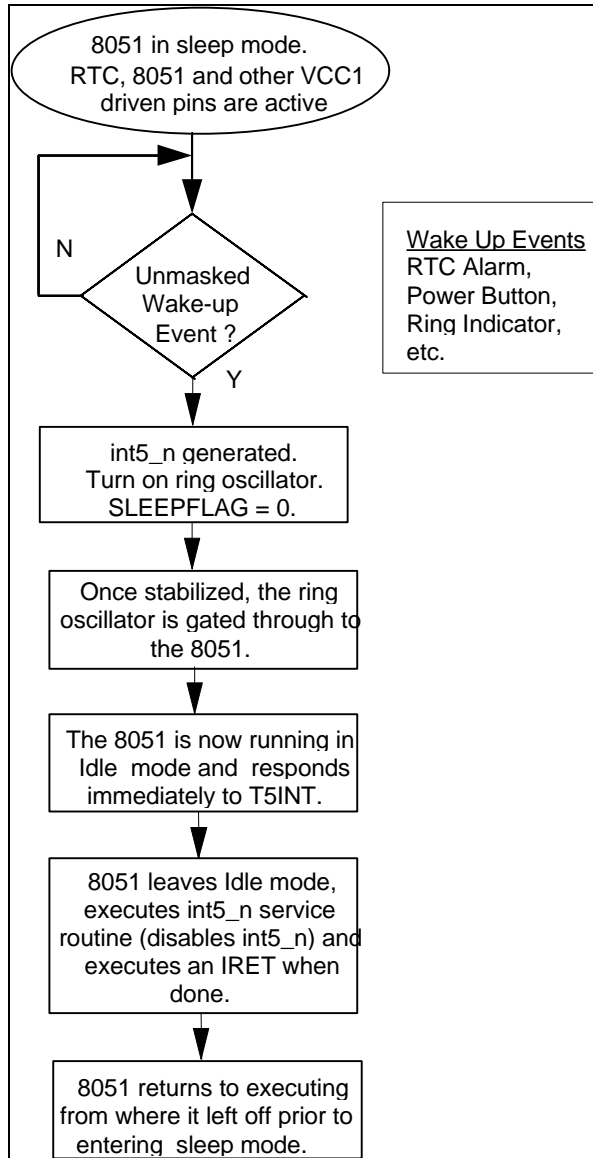 8051 in sleep mode.
RTC, 8051 and other VCC1
driven pins are active
N
Unmasked
Wake-up
Event ?
Y
Wake Up Events
RTC Alarm,
Power Button,
Ring Indicator,
etc.
int5_n generated.
Turn on ring oscillator.
SLEEPFLAG = 0.
Once stabilized, the ring
oscillator is gated through to
the 8051.
The 8051 is now running in
Idle mode and responds
immediately to T5INT.
8051 leaves Idle mode,
executes int5_n service
routine (disables int5_n) and
executes an IRET when
done.
8051 returns to executing
from where it left off prior to
entering sleep mode.